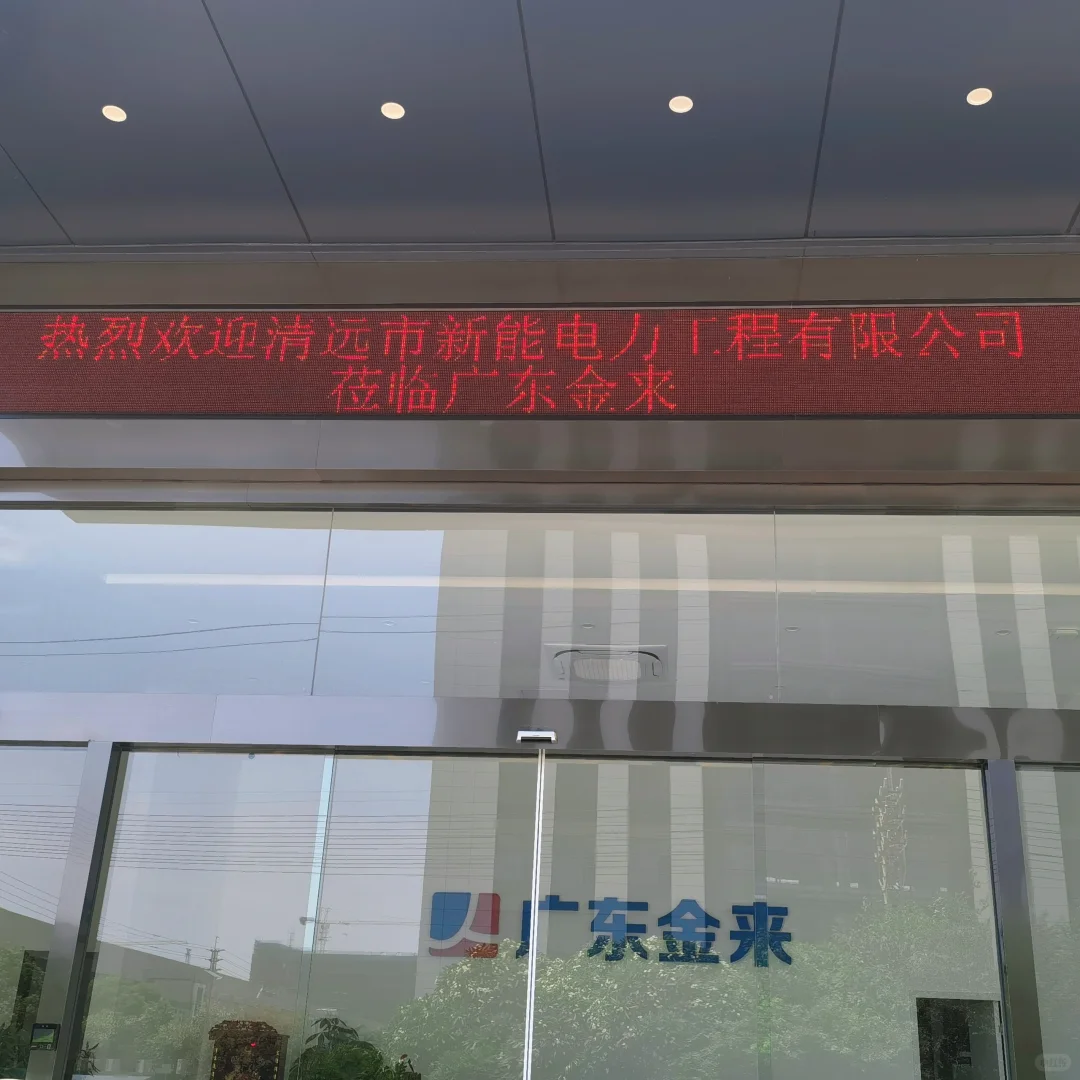 热烈欢迎清远市新能电力工程有限公司
莅临广东金来
广东金来